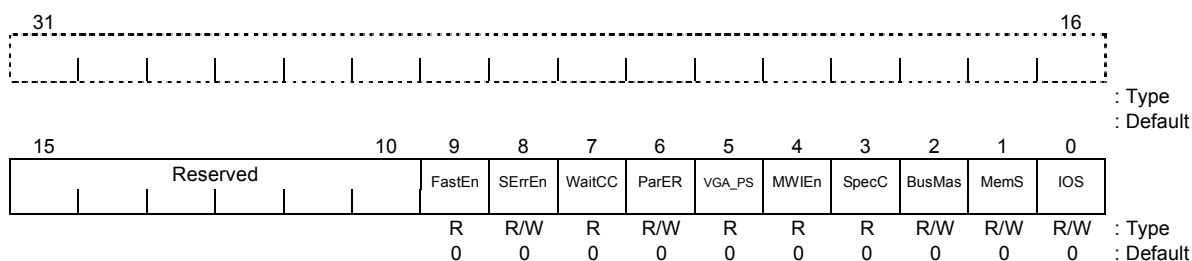 31 16
: Type
: Default
15 10 9 8 7 6 5 4 3 2 1 0
Reserved FastEn SErrEn WaitCC ParER VGA_PS MWIEn SpecC BusMas MemS IOS
R R/W R R/W R R R R/W R/W R/W : Type
0 0 0 0 0 0 0 0 0 0 : Default